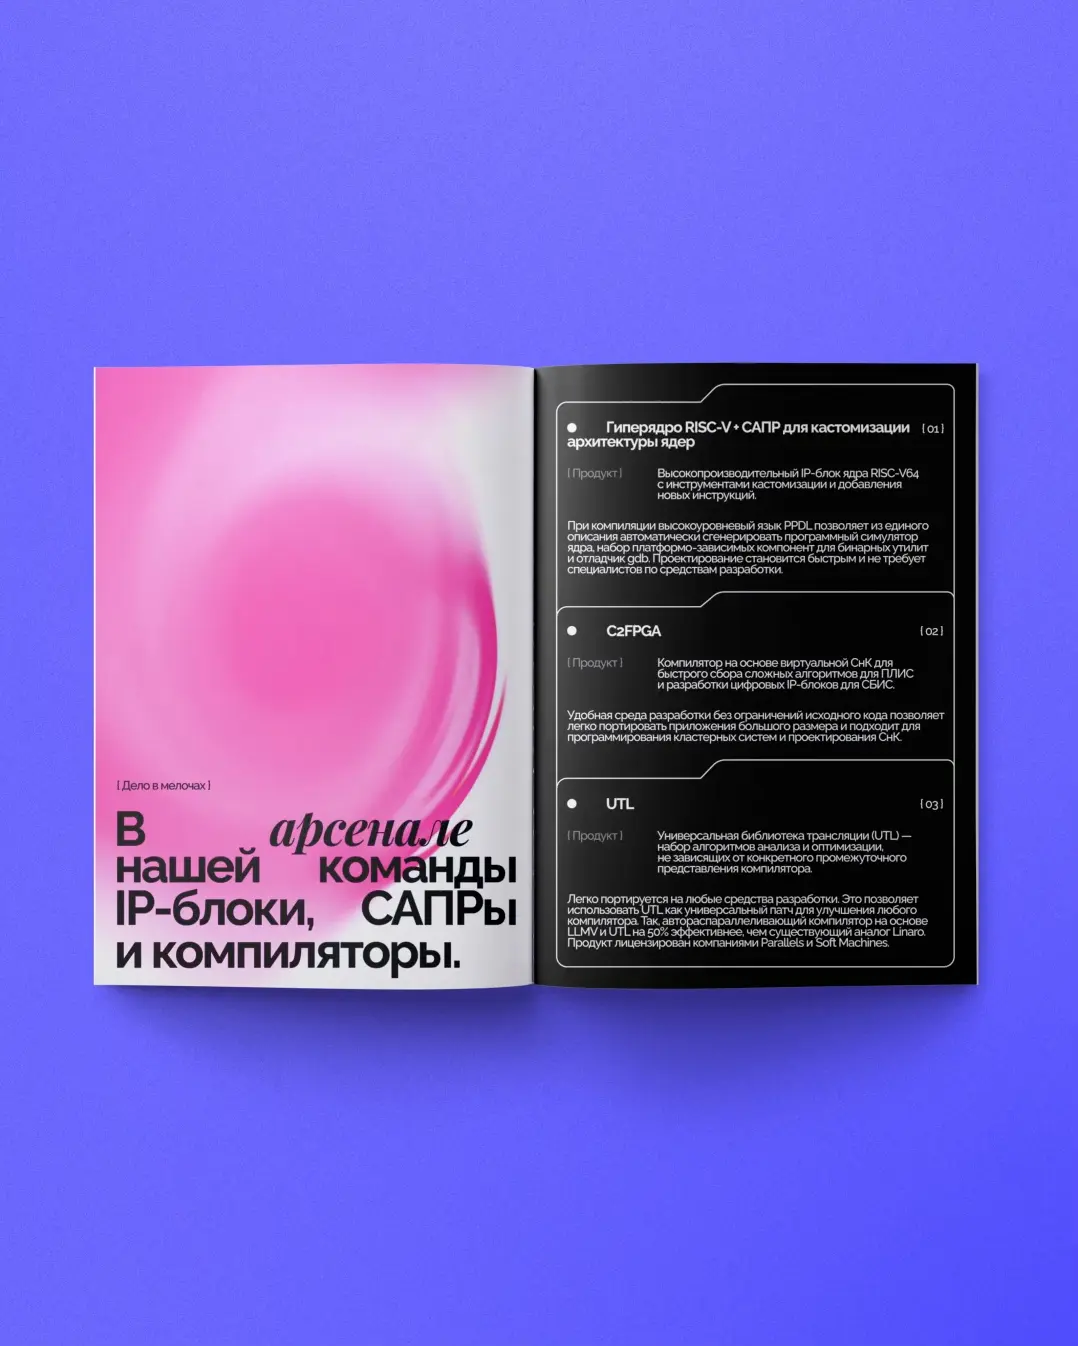 [ Дело в мелочах ]
В арсенале
нашей команды
IP-блоки, САПРы
и компиляторы.
Гиперядро RISC-V + САПР для кастомизации [ 01 ]
архитектуры ядер
[ Продукт ] Высокопроизводительный IP-блок ядра RISC-V64
с инструментами кастомизации и добавления
новых инструкций.
При компиляции высокоуровневый язык PPDL позволяет из единого
описания автоматически сгенерировать программный симулятор
ядра, набор платформо-зависимых компонент для бинарных утилит
и отладчик gdb. Проектирование становится быстрым и не требует
специалистов по средствам разработки.
C2FPGA [ 02 ]
[ Продукт ] Компилятор на основе виртуальной СнК для
быстрого сбора сложных алгоритмов для ПЛИС
и разработки цифровых IP-блоков для СБИС.
Удобная среда разработки без ограничений исходного кода позволяет
легко портировать приложения большого размера и подходит для
программирования кластерных систем и проектирования СнК.
UTL [ 03 ]
[ Продукт ] Универсальная библиотека трансляции (UTL) —
набор алгоритмов анализа и оптимизации,
не зависящих от конкретного промежуточного
представления компилятора.
Легко портируется на любые средства разработки. Это позволяет
использовать UTL как универсальный патч для улучшения любого
компилятора. Так, автораспараллеливающий компилятор на основе
LLMV и UTL на 50% эффективнее, чем существующий аналог Linaro.
Продукт лицензирован компаниями Parallels и Soft Machines.